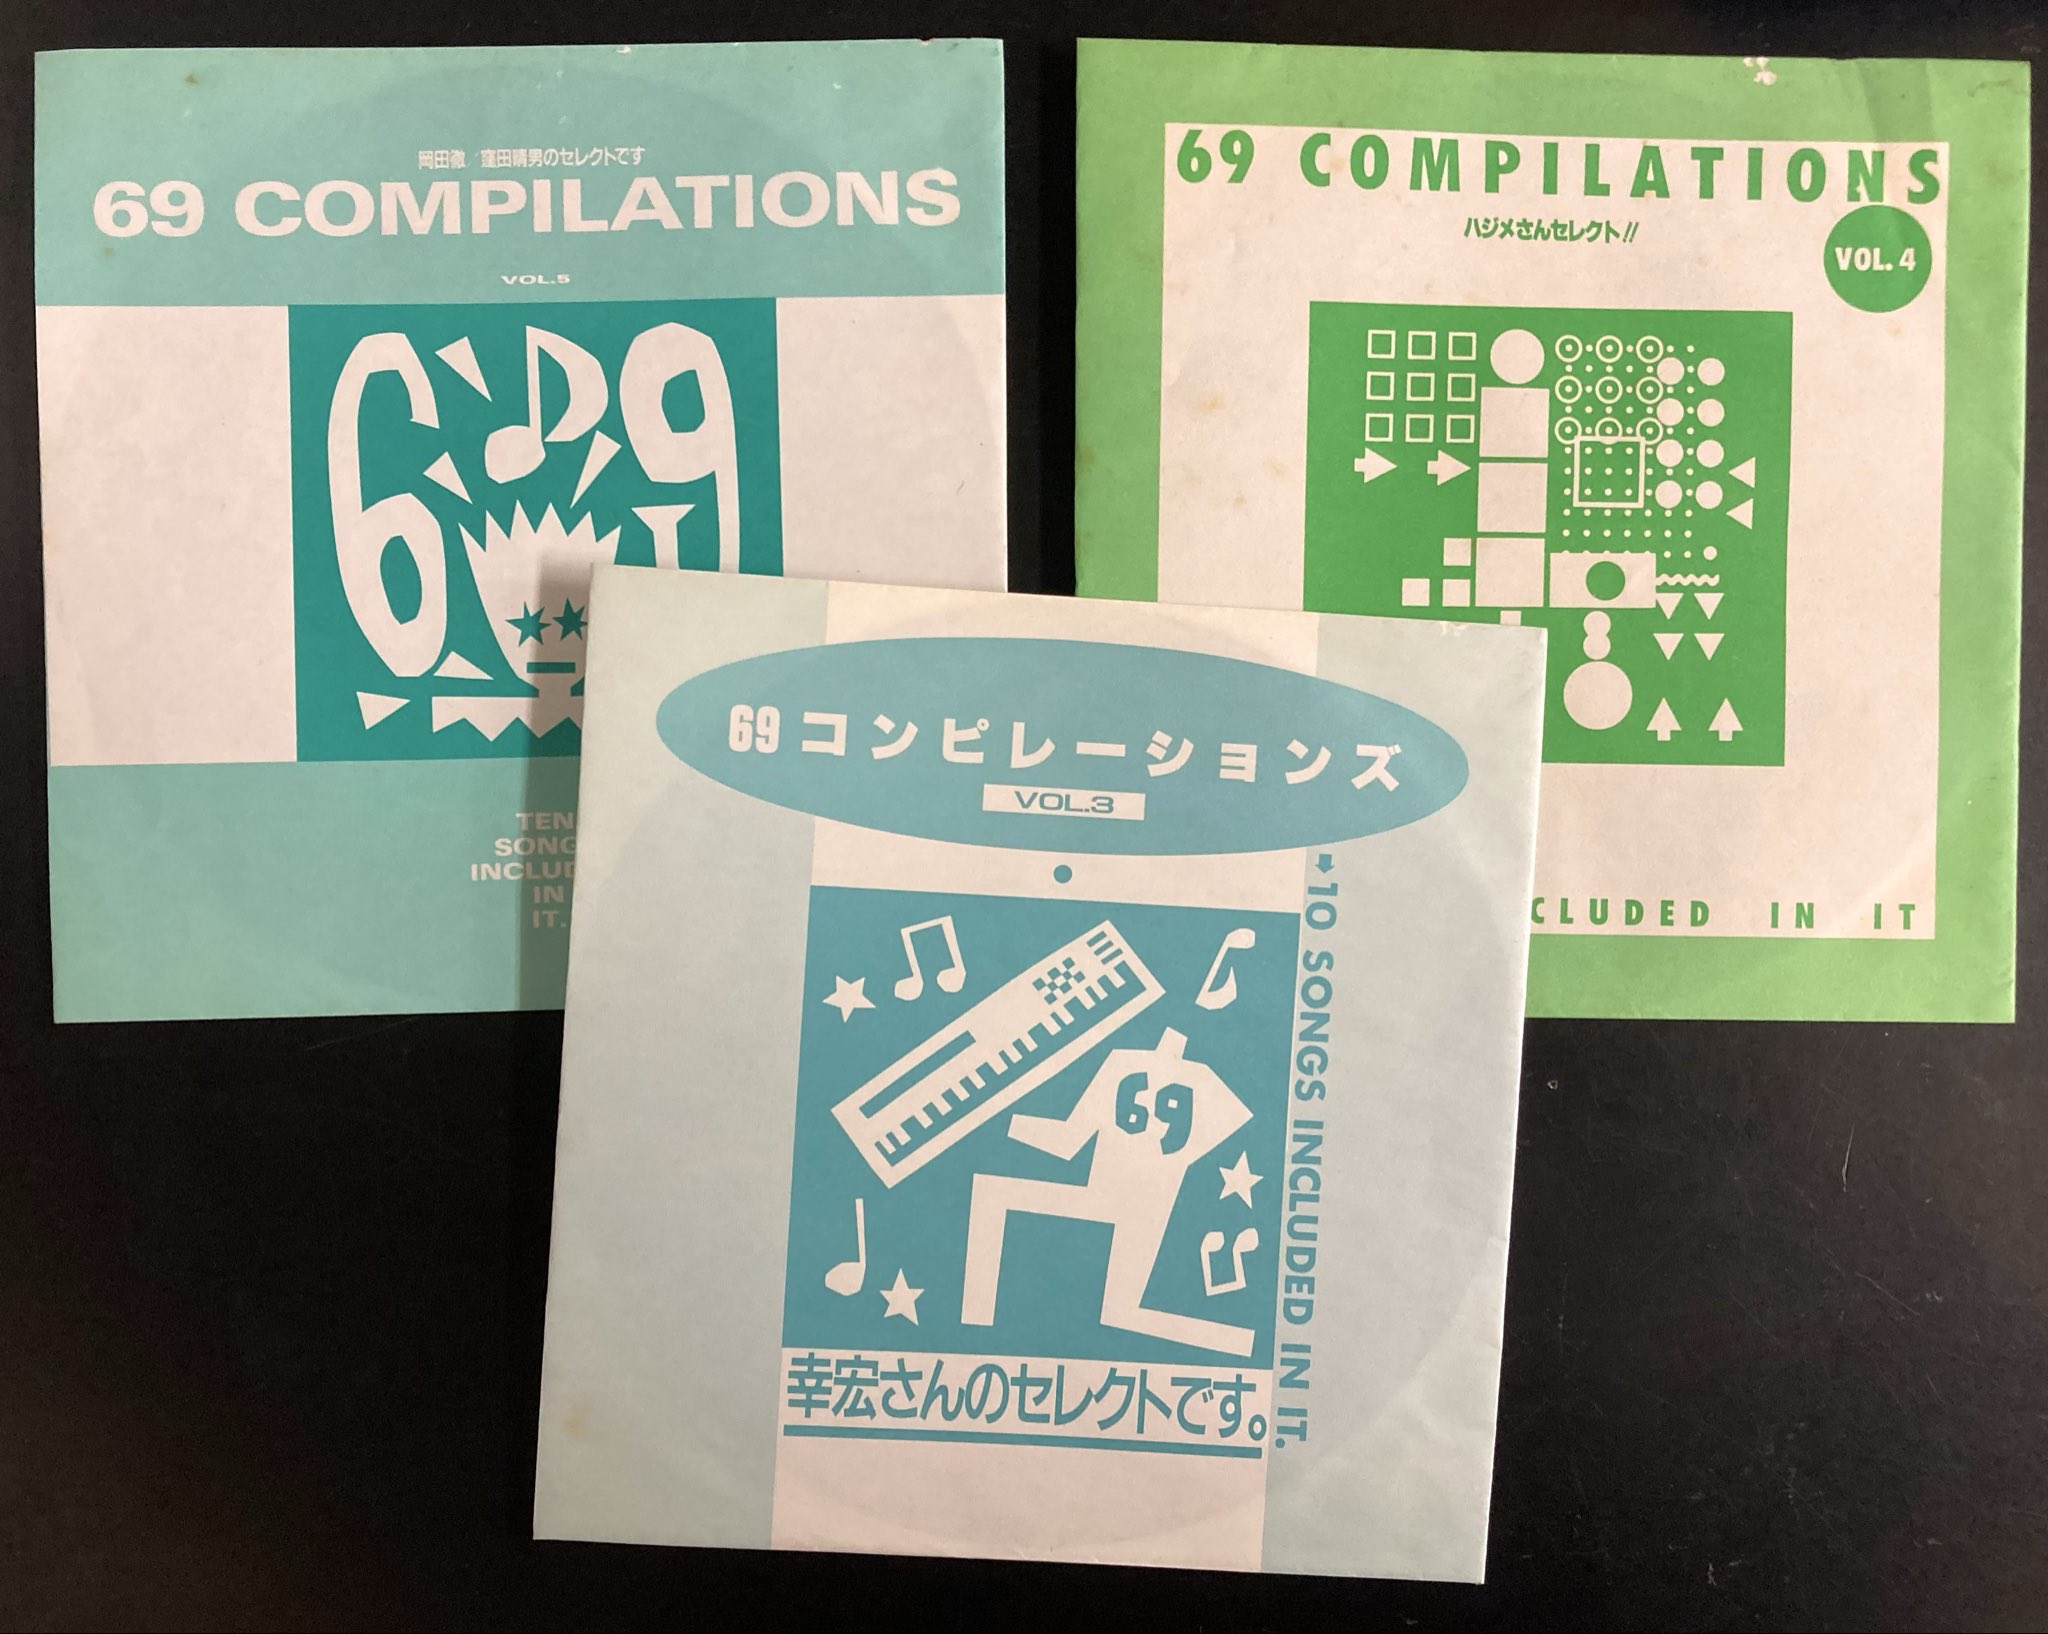 岡田徹/窪田晴男のセレクトです
69 COMPILATIONS
VOL.5
69
TEN
SONG
INCLUD
IN
IT.
69 COMPILATIONS
ハジメさんセレクト!!
VOL. 4
CLUDED IN IT
69 コンピレーションズ
VOL.3
➡10 SONGS INCLUDED IN IT.
69
幸宏さんのセレクトです。